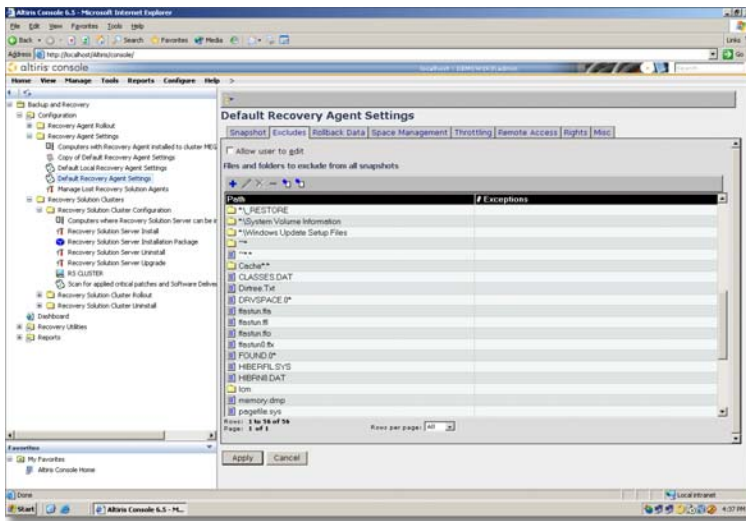 Altiris Console 6.5 - Microsoft Internet Explorer
File Edit View Favorites Tools Help
Back Search Favorites Media
Links
Address http://localhost/Altiris/console/
Go
altiris console
Home View Manage Tools Reports Configure Help >
Backup and Recovery
Configuration
Recovery Agent Rollout
Recovery Agent Settings
Computers with Recovery Agent installed to cluster MEG
Copy of Default Recovery Agent Settings
Default Local Recovery Agent Settings
Default Recovery Agent Settings
Manage Lost Recovery Solution Agents
Recovery Solution Clusters
Recovery Solution Cluster Configuration
Computers where Recovery Solution Server can be in
Recovery Solution Server Install
Recovery Solution Server Installation Package
Recovery Solution Server Uninstall
Recovery Solution Server Upgrade
RS CLUSTER
Scan for applied critical patches and Software Deliver
Recovery Solution Cluster Rollout
Recovery Solution Cluster Uninstall
Dashboard
Recovery Utilities
Reports
Favorites
My Favorites
Altiris Console Home
Default Recovery Agent Settings
Snapshot Excludes Rollback Data Space Management Throttling Remote Access Rights Misc
Allow user to edit
Files and folders to exclude from all snapshots
Path # Exceptions
*\_RESTORE
*\System Volume Information
*\Windows Update Setup Files
Cache*.*
CLASSES.DAT
Dirtree.Txt
DRVSPACE.0*
ffastun.ffa
ffastun.ffl
ffastun.ffo
ffastun0.ffx
FOUND.0*
HIBERFIL.SYS
HIBRN8.DAT
lcm
memory.dmp
pagefile.sys
Rows: 1 to 56 of 56
Page: 1 of 1
Rows per page: All
Apply Cancel
Done
Local intranet
Start
Altiris Console 6.5 - M...
4:37 PM